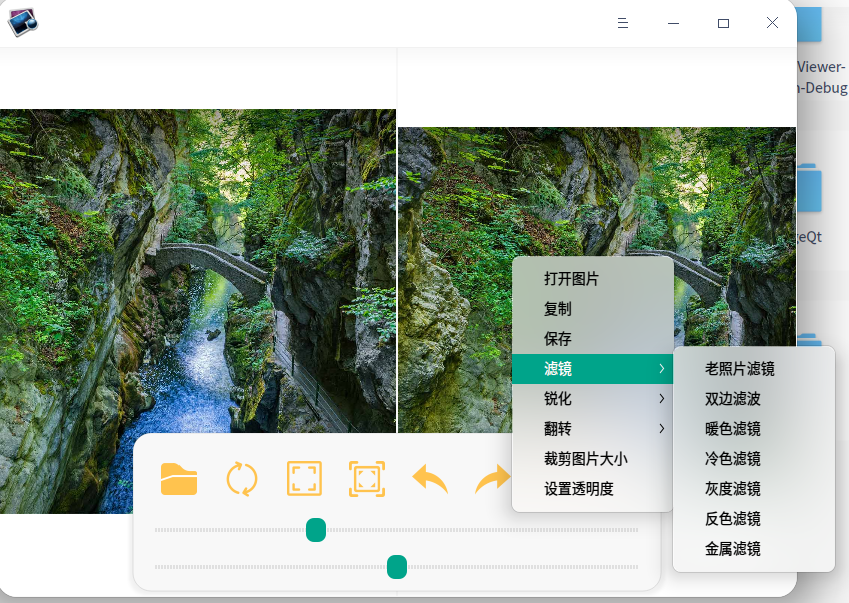 Viewer-
n-Debug
geQt
打开图片
复制
保存
滤镜
锐化
翻转
裁剪图片大小
设置透明度
老照片滤镜
双边滤波
暖色滤镜
冷色滤镜
灰度滤镜
反色滤镜
金属滤镜